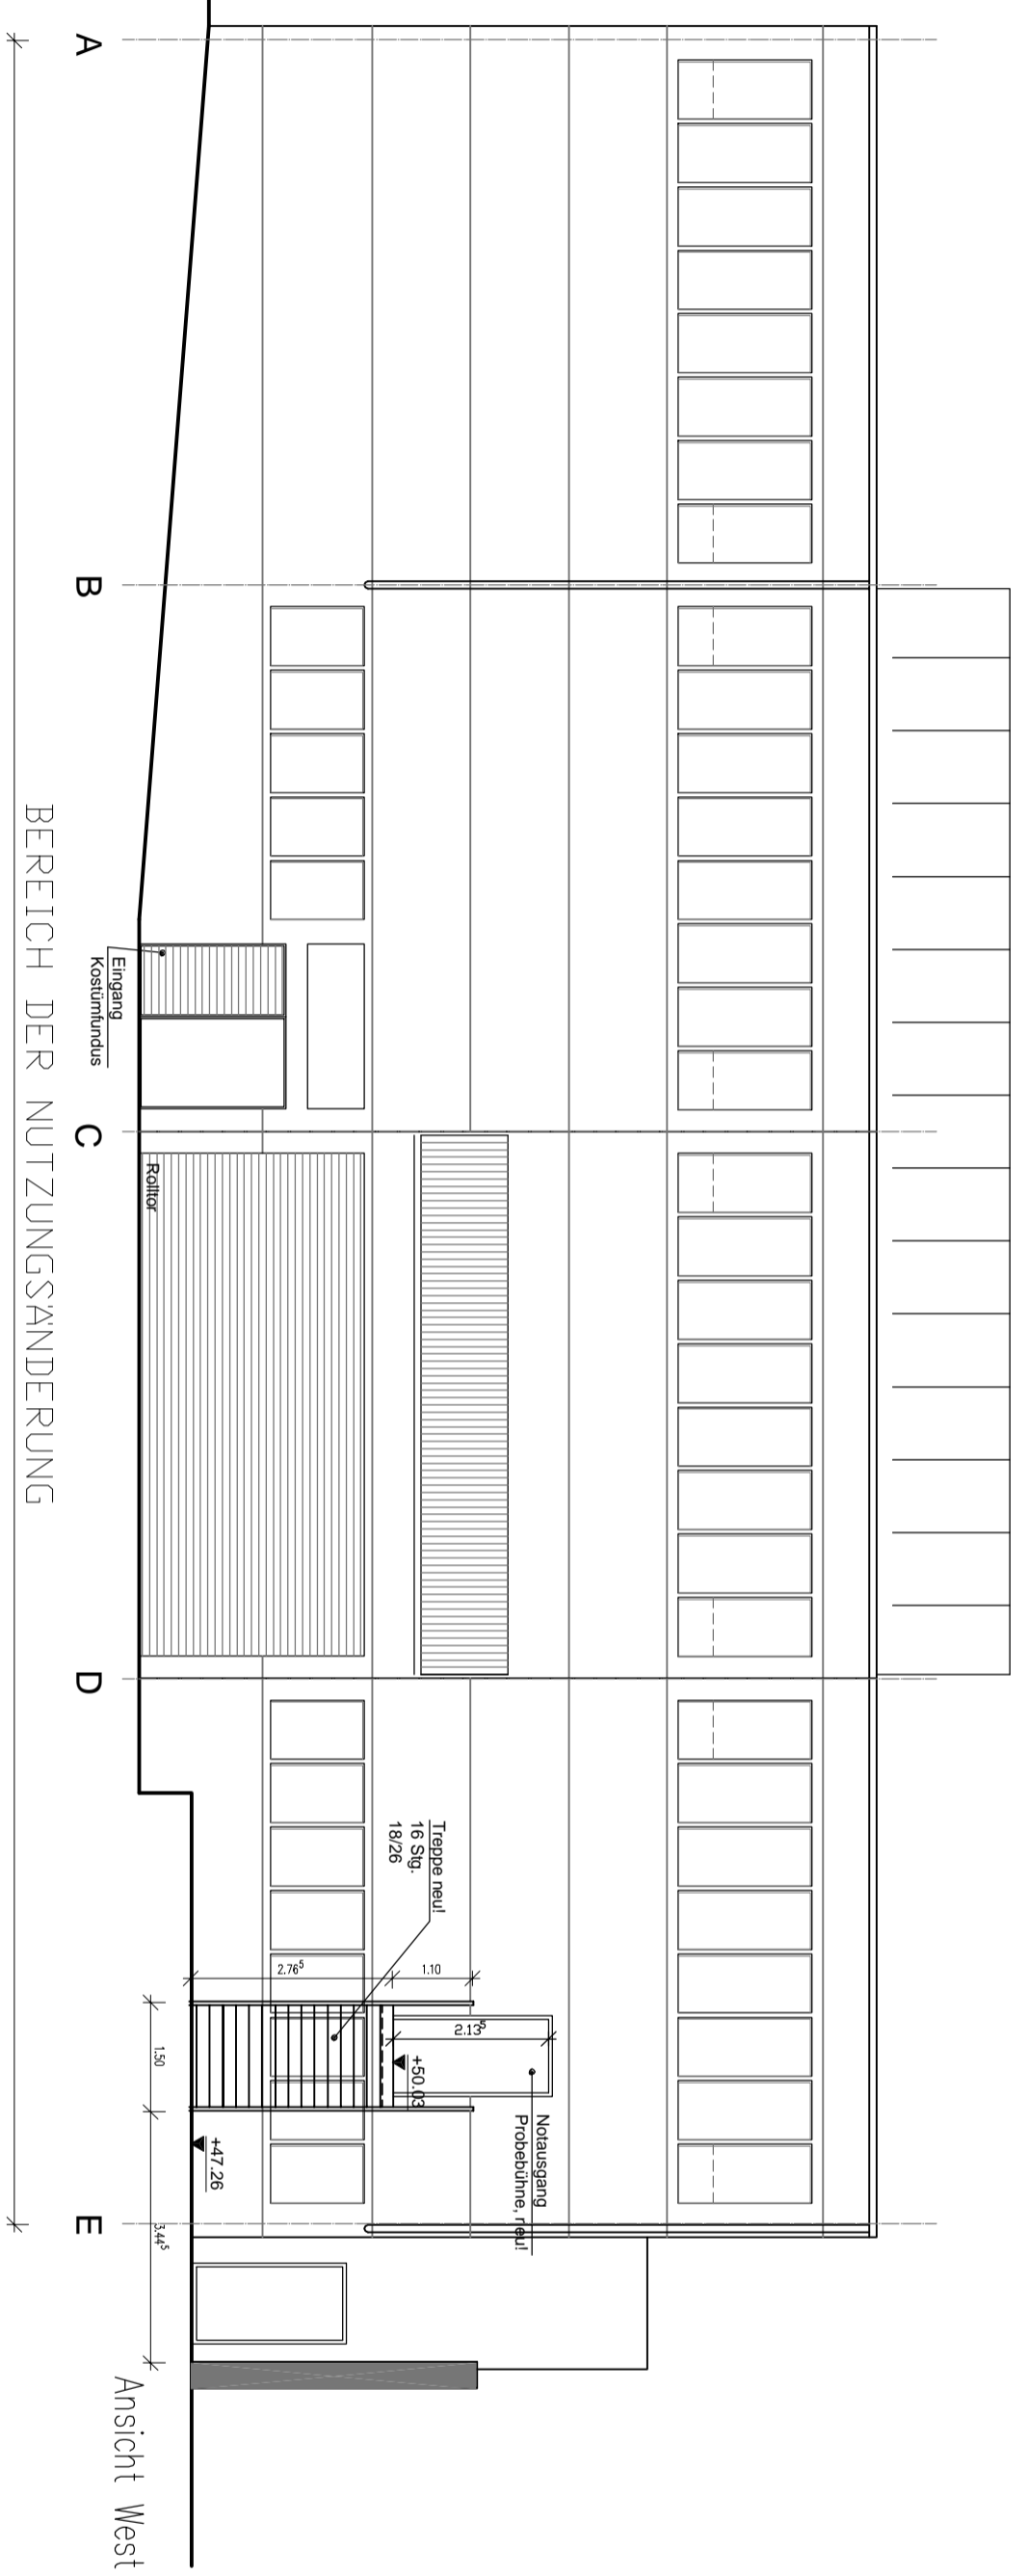 Notausgang
Probebühne, neu!
2.13⁵
+50.03
Treppe neu!
16 Stg.
18/26
1.10
2.76⁵
+47.26
1.50
3.44⁵
Rolltor
Eingang
Kostümfundus
A
B
C
D
E
Ansicht West
BEREICH DER NUTZUNGSÄNDERUNG